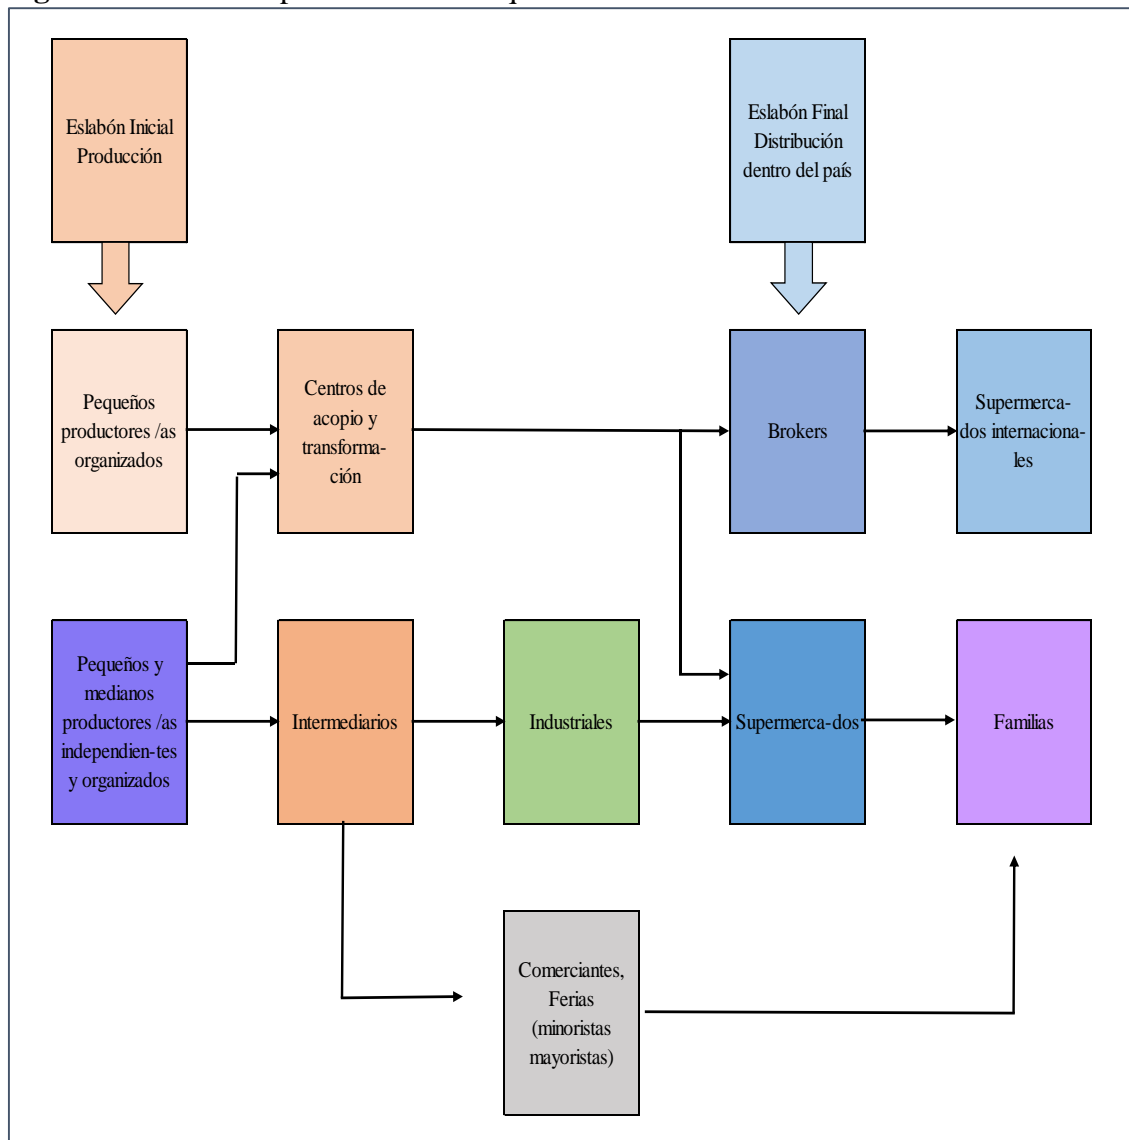 Eslabón Inicial
Producción
Eslabón Final
Distribución
dentro del país
Pequeños
productores /as
organizados
Centros de
acopio y
transforma-
ción
Brokers
Supermerca-
dos internaciona-
les
Pequeños y
medianos
productores /as
independien-tes
y organizados
Intermediarios
Industriales
Supermerca-dos
Familias
Comerciantes,
Ferias
(minoristas
mayoristas)